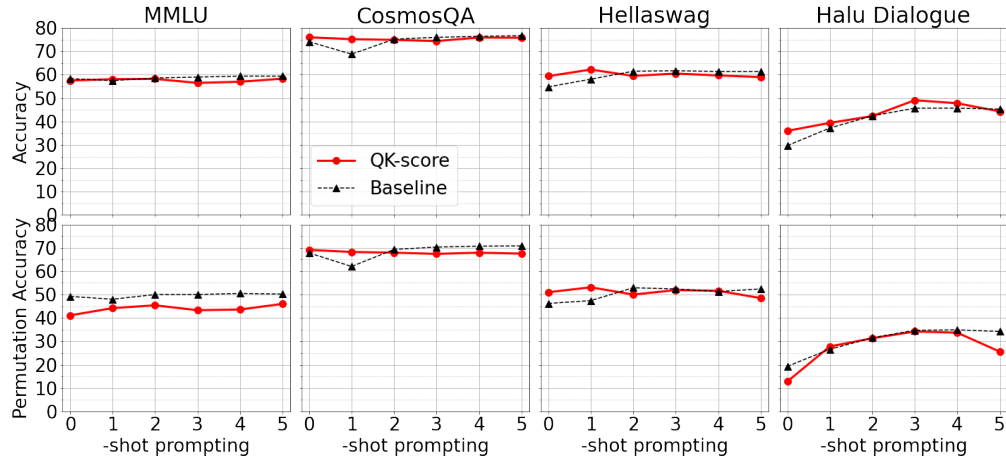 MMLU CosmosQA Hellaswag Halu Dialogue
Accuracy
80
70
60
50
40
30
20
10
0
QK-score
Baseline
Permutation Accuracy
80
70
60
50
40
30
20
10
0
0 1 2 3 4 5 0 1 2 3 4 5 0 1 2 3 4 5 0 1 2 3 4 5
-shot prompting -shot prompting -shot prompting -shot prompting